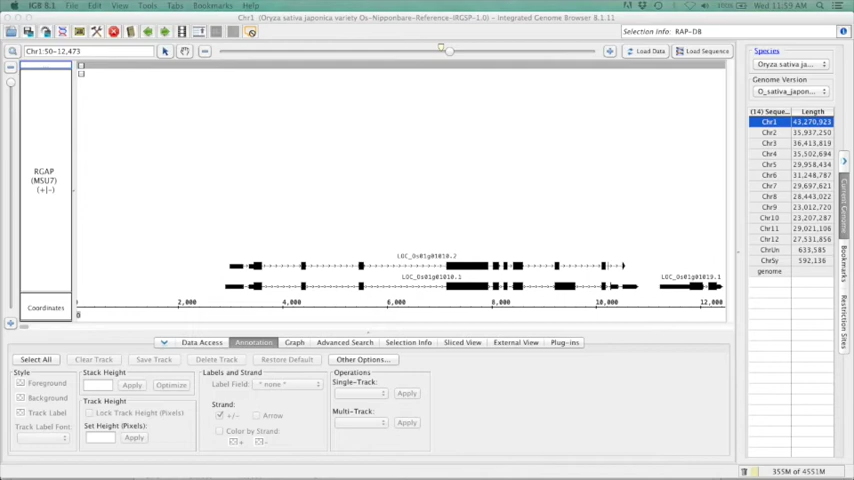 IGB 8.1.11 File Edit View Tools Tabs Bookmarks Help Wed 11:59 AM
Chr1 (Oryza sativa japonica variety Os-Nipponbare-Reference-IRGSP-1.0) - Integrated Genome Browser 8.1.11
Selection Info: RAP-DB
Chr1:50-12,473
Load Data
Load Sequence
RGAP
(MSU7)
(+|-)
LOC_Os01g01010.2
LOC_Os01g01010.1
LOC_Os01g01019.1
Coordinates
0 2,000 4,000 6,000 8,000 10,000 12,000
Species
Oryza sativa ja...
Genome Version
O_sativa_japon...
(14) Seque... Length
Chr1 43,270,923
Chr2 35,937,250
Chr3 36,413,819
Chr4 35,502,694
Chr5 29,958,434
Chr6 31,248,787
Chr7 29,697,621
Chr8 28,443,022
Chr9 23,012,720
Chr10 23,207,287
Chr11 29,021,106
Chr12 27,531,856
ChrUn 633,585
ChrSy 592,136
genome
Current Genome
Bookmarks
Restriction Sites
Data Access Annotation Graph Advanced Search Selection Info Sliced View External View Plug-ins
Select All Clear Track Save Track Delete Track Restore Default Other Options...
Style
Foreground
Background
Track Label
Track Label Font:
Stack Height
Apply Optimize
Track Height
Lock Track Height (Pixels)
Set Height (Pixels):
Apply
Labels and Strand
Label Field: * none *
Strand:
+/- Arrow
Color by Strand:
+ -
Operations
Single-Track:
Apply
Multi-Track:
Apply
355M of 4551M